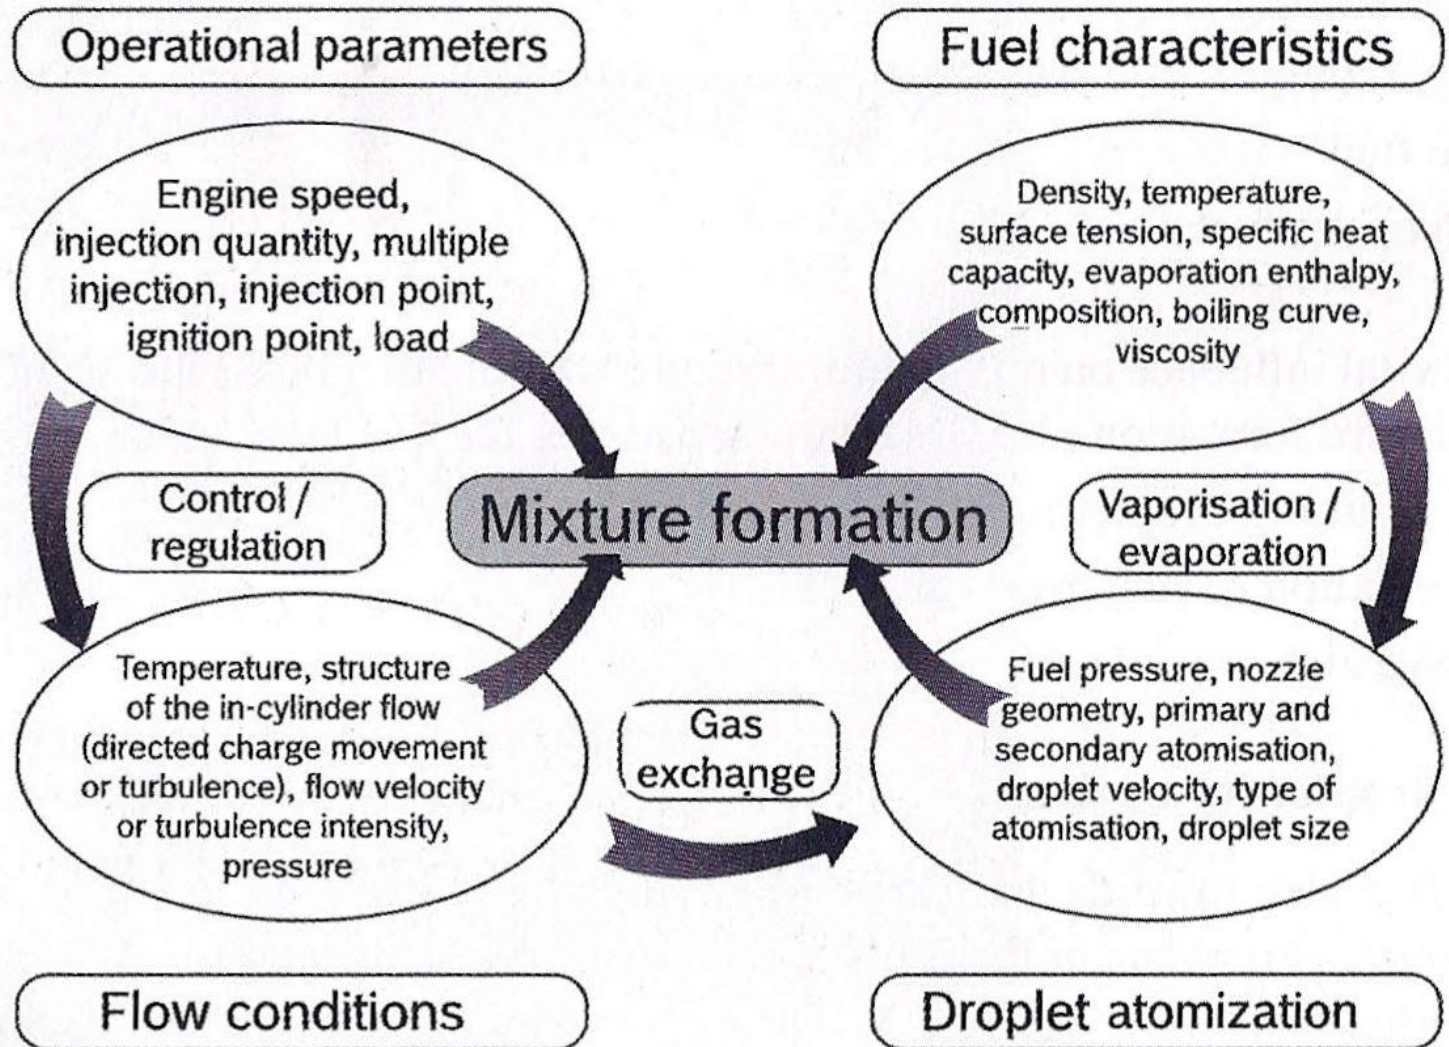 Operational parameters
Fuel characteristics
Engine speed,
injection quantity, multiple
injection, injection point,
ignition point, load
Density, temperature,
surface tension, specific heat
capacity, evaporation enthalpy,
composition, boiling curve,
viscosity
Control /
regulation
Mixture formation
Vaporisation /
evaporation
Temperature, structure
of the in-cylinder flow
(directed charge movement
or turbulence), flow velocity
or turbulence intensity,
pressure
Gas
exchange
Fuel pressure, nozzle
geometry, primary and
secondary atomisation,
droplet velocity, type of
atomisation, droplet size
Flow conditions
Droplet atomization